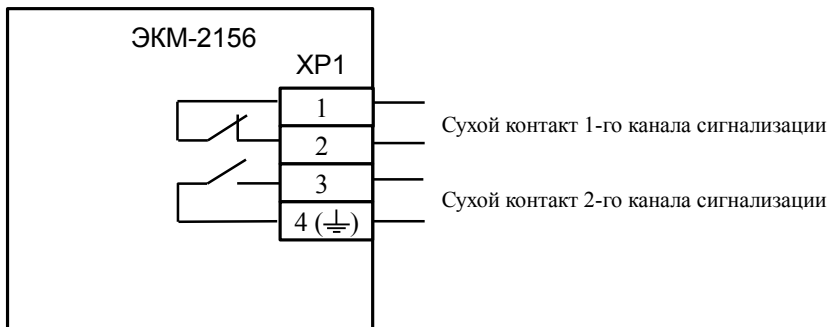 ЭКМ-2156
XP1
1
2
3
4 (⏚)
Сухой контакт 1-го канала сигнализации
Сухой контакт 2-го канала сигнализации